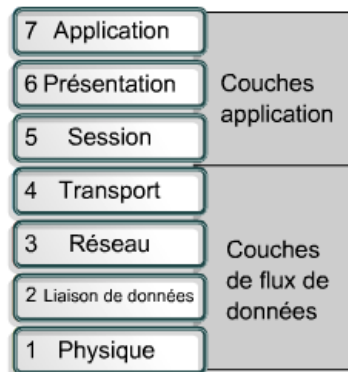 7 Application
6 Présentation
5 Session
Couches
application
4 Transport
3 Réseau
2 Liaison de données
1 Physique
Couches
de flux de
données